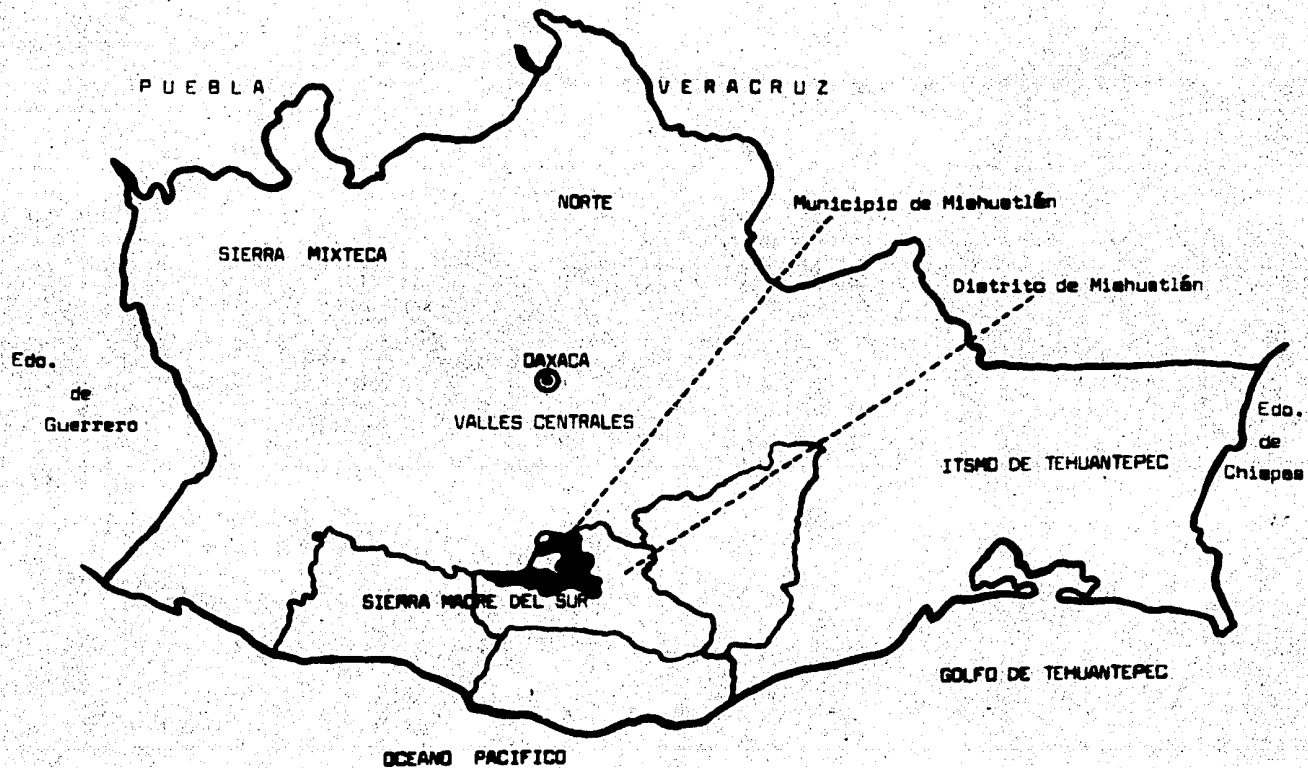 PUEBLA
VERACRUZ
NORTE
Municipio de Miahuatlán
SIERRA MIXTECA
Distrito de Miahuatlán
Edo.
de
Guerrero
OAXACA
VALLES CENTRALES
Edo.
de
Chiapas
ITSMO DE TEHUANTEPEC
SIERRA MADRE DEL SUR
GOLFO DE TEHUANTEPEC
OCEANO PACIFICO